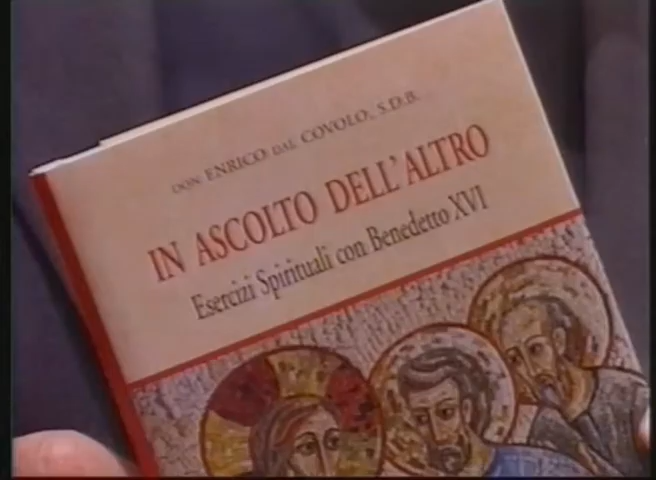 DON ENRICO DAL COVOLO, S.D.B.
IN ASCOLTO DELL'ALTRO
Esercizi Spirituali con Benedetto XVI